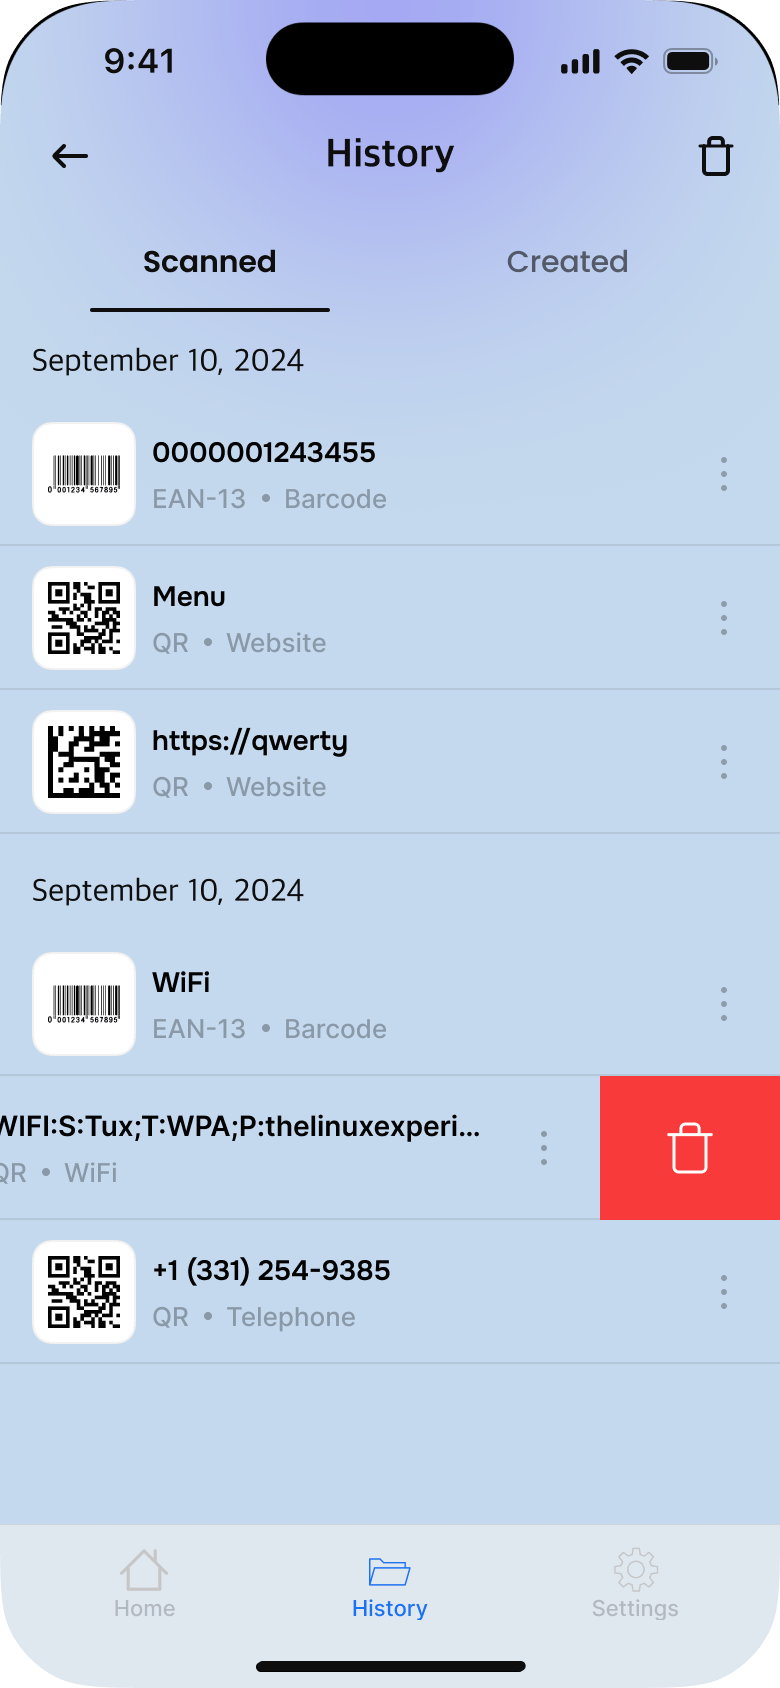 9:41
History
Scanned
Created
September 10, 2024
0 001234 567895
0000001243455
EAN-13 • Barcode
Menu
QR • Website
https://qwerty
QR • Website
September 10, 2024
0 001234 567895
WiFi
EAN-13 • Barcode
WIFI:S:Tux;T:WPA;P:thelinuxexperi...
QR • WiFi
+1 (331) 254-9385
QR • Telephone
Home
History
Settings